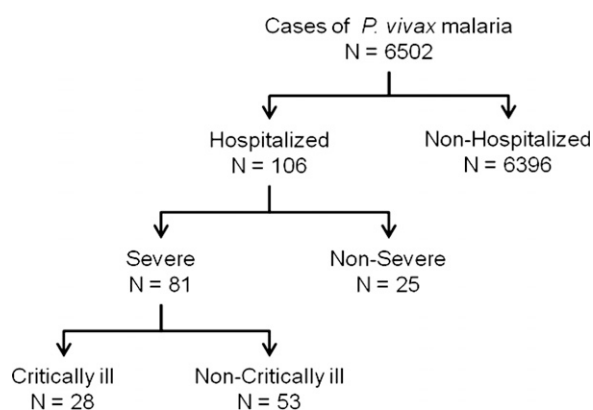 Cases of P. vivax malaria
N = 6502
Hospitalized
N = 106
Non-Hospitalized
N = 6396
Severe
N = 81
Non-Severe
N = 25
Critically ill
N = 28
Non-Critically ill
N = 53